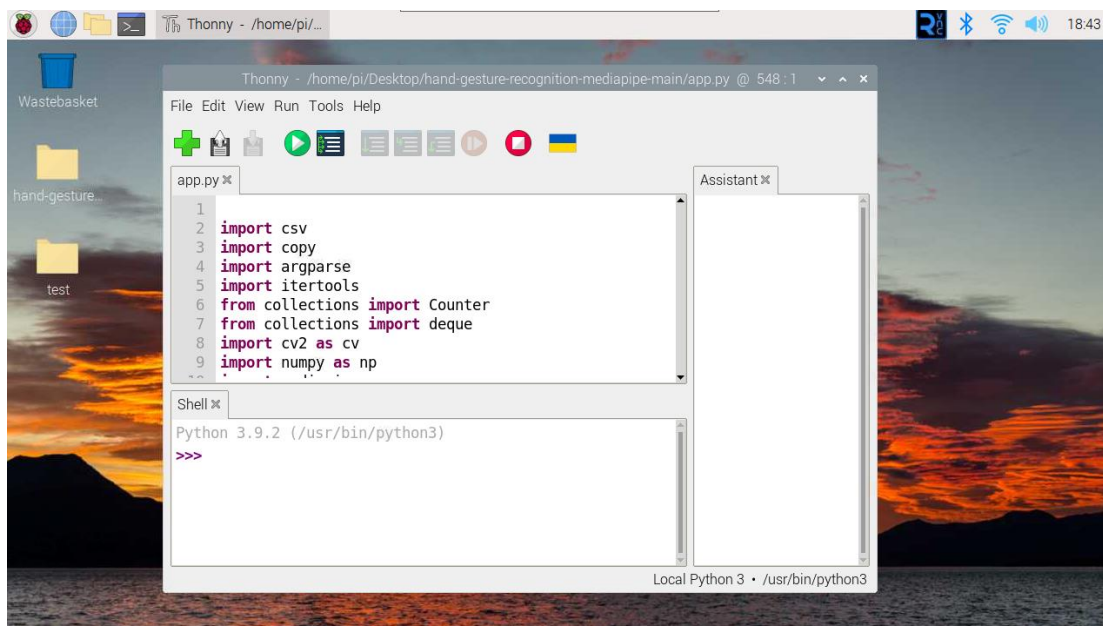 Thonny - /home/pi/...
18:43
Wastebasket
hand-gesture...
test
Thonny - /home/pi/Desktop/hand-gesture-recognition-mediapipe-main/app.py @ 548 : 1
File Edit View Run Tools Help
app.py
1
2 import csv
3 import copy
4 import argparse
5 import itertools
6 from collections import Counter
7 from collections import deque
8 import cv2 as cv
9 import numpy as np
Assistant
Shell
Python 3.9.2 (/usr/bin/python3)
>>>
Local Python 3 • /usr/bin/python3